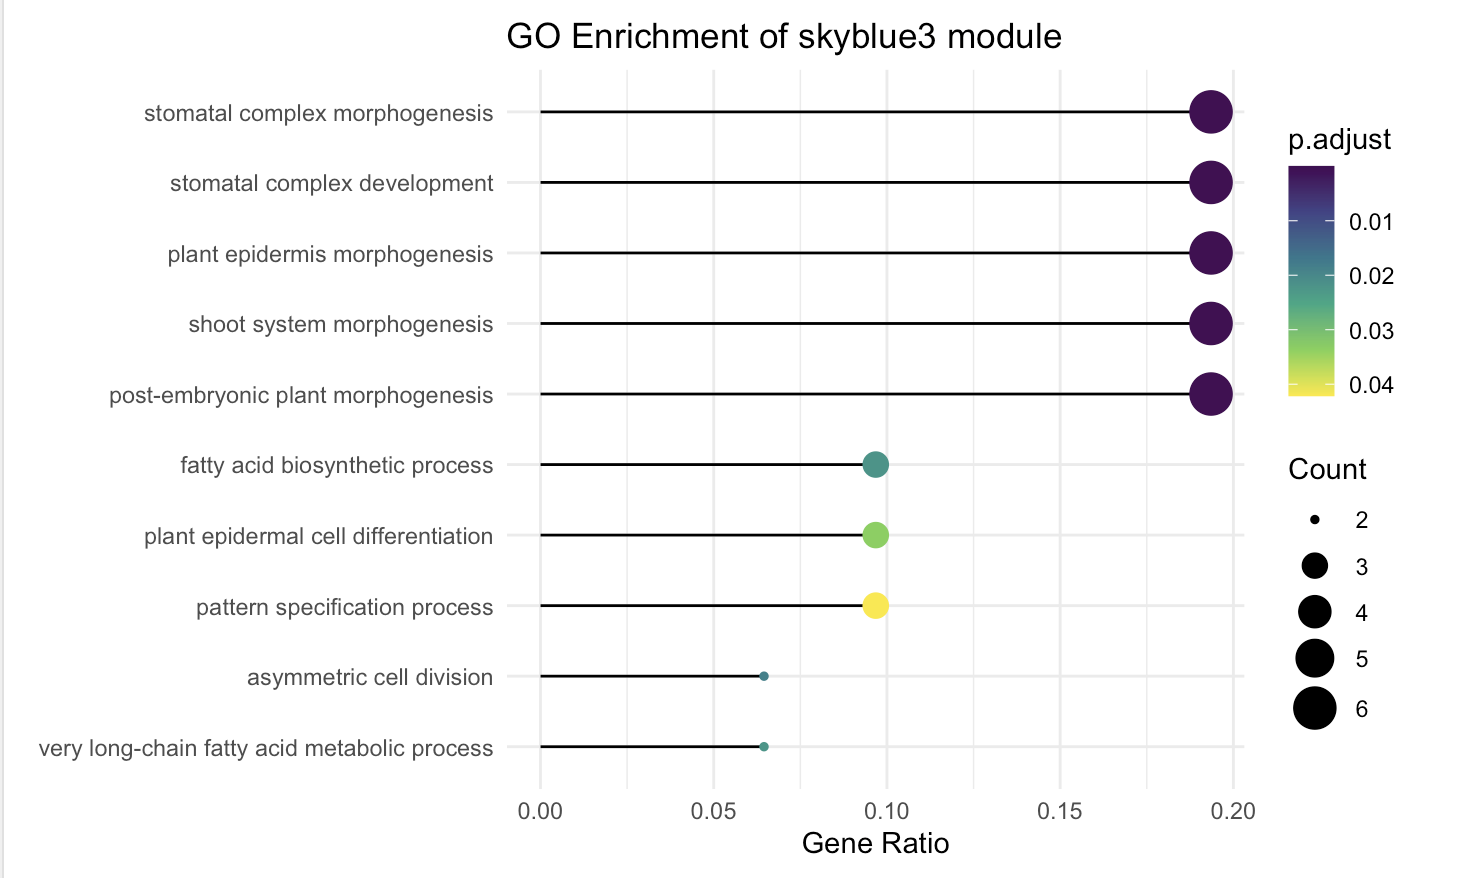 GO Enrichment of skyblue3 module
stomatal complex morphogenesis
stomatal complex development
plant epidermis morphogenesis
shoot system morphogenesis
post-embryonic plant morphogenesis
fatty acid biosynthetic process
plant epidermal cell differentiation
pattern specification process
asymmetric cell division
very long-chain fatty acid metabolic process
0.00 0.05 0.10 0.15 0.20
Gene Ratio
p.adjust
0.01
0.02
0.03
0.04
Count
2
3
4
5
6